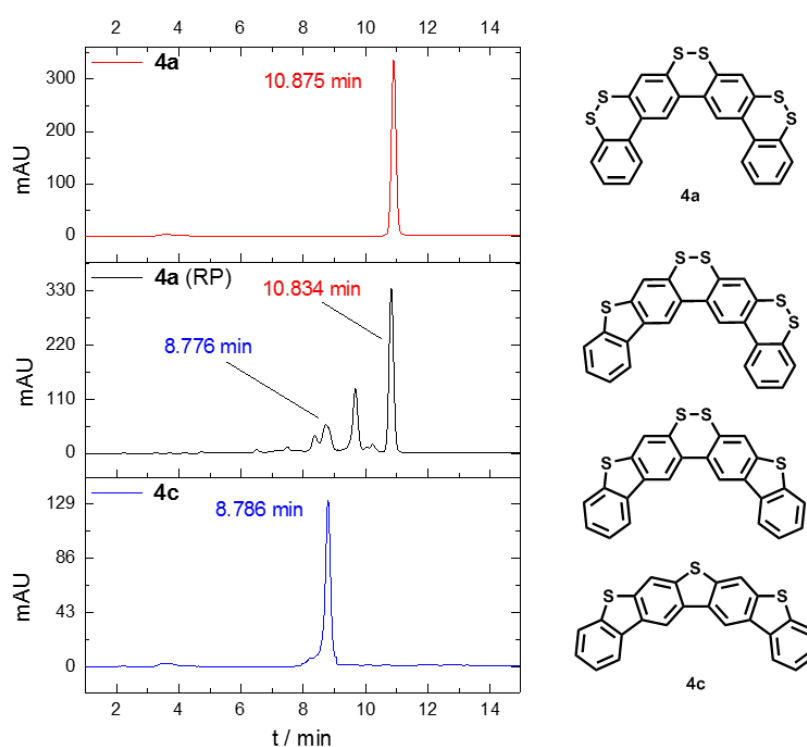 2 4 6 8 10 12 14
4a
10.875 min
300
200
100
0
mAU
4a (RP)
10.834 min
8.776 min
330
220
110
0
mAU
4c
8.786 min
129
86
43
0
mAU
2 4 6 8 10 12 14
t / min
S-S
S S
S S
4a
S-S
S S
S
S-S
S S
S
S S
4c